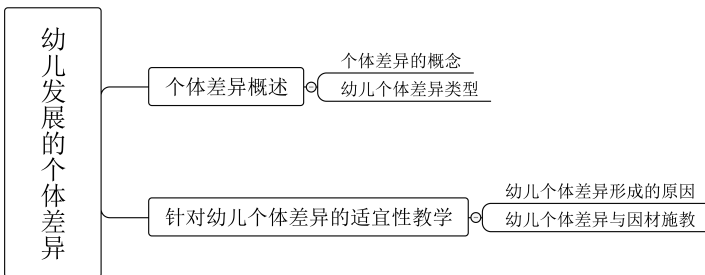 幼儿发展的个体差异
个体差异概述
个体差异的概念
幼儿个体差异类型
针对幼儿个体差异的适宜性教学
幼儿个体差异形成的原因
幼儿个体差异与因材施教